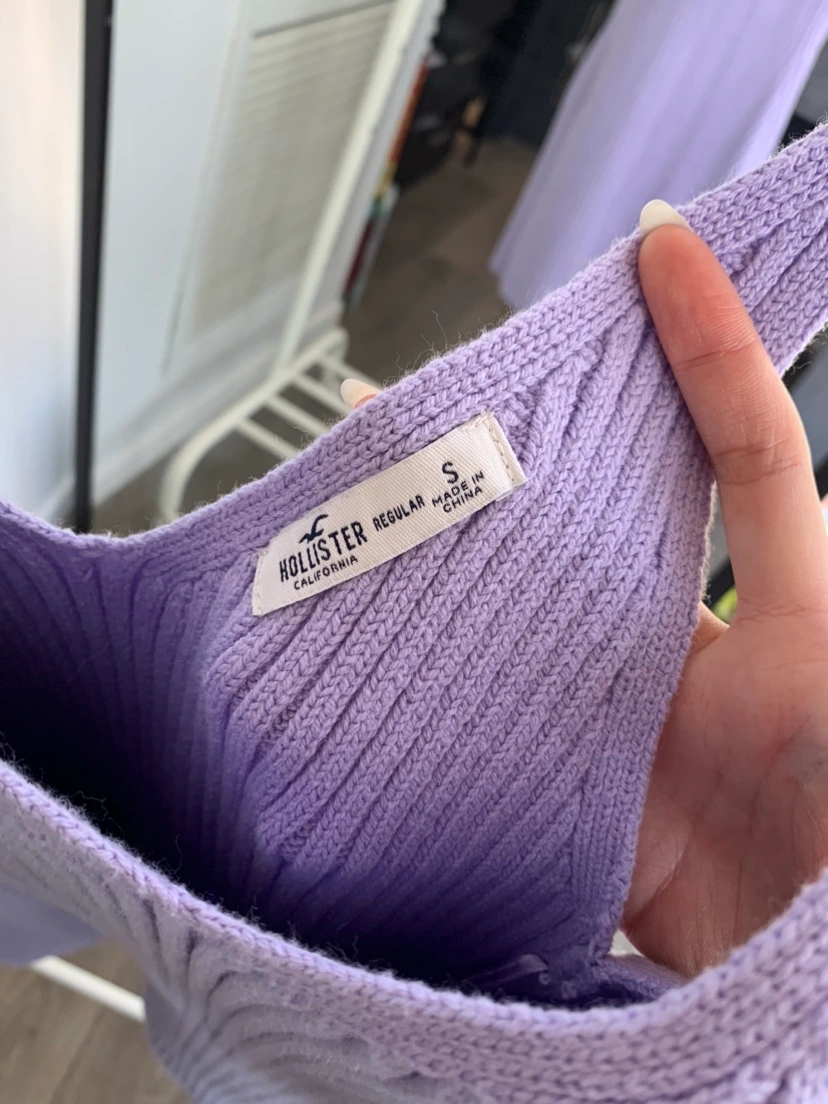 HOLLISTER
CALIFORNIA
REGULAR
S
MADE IN
CHINA